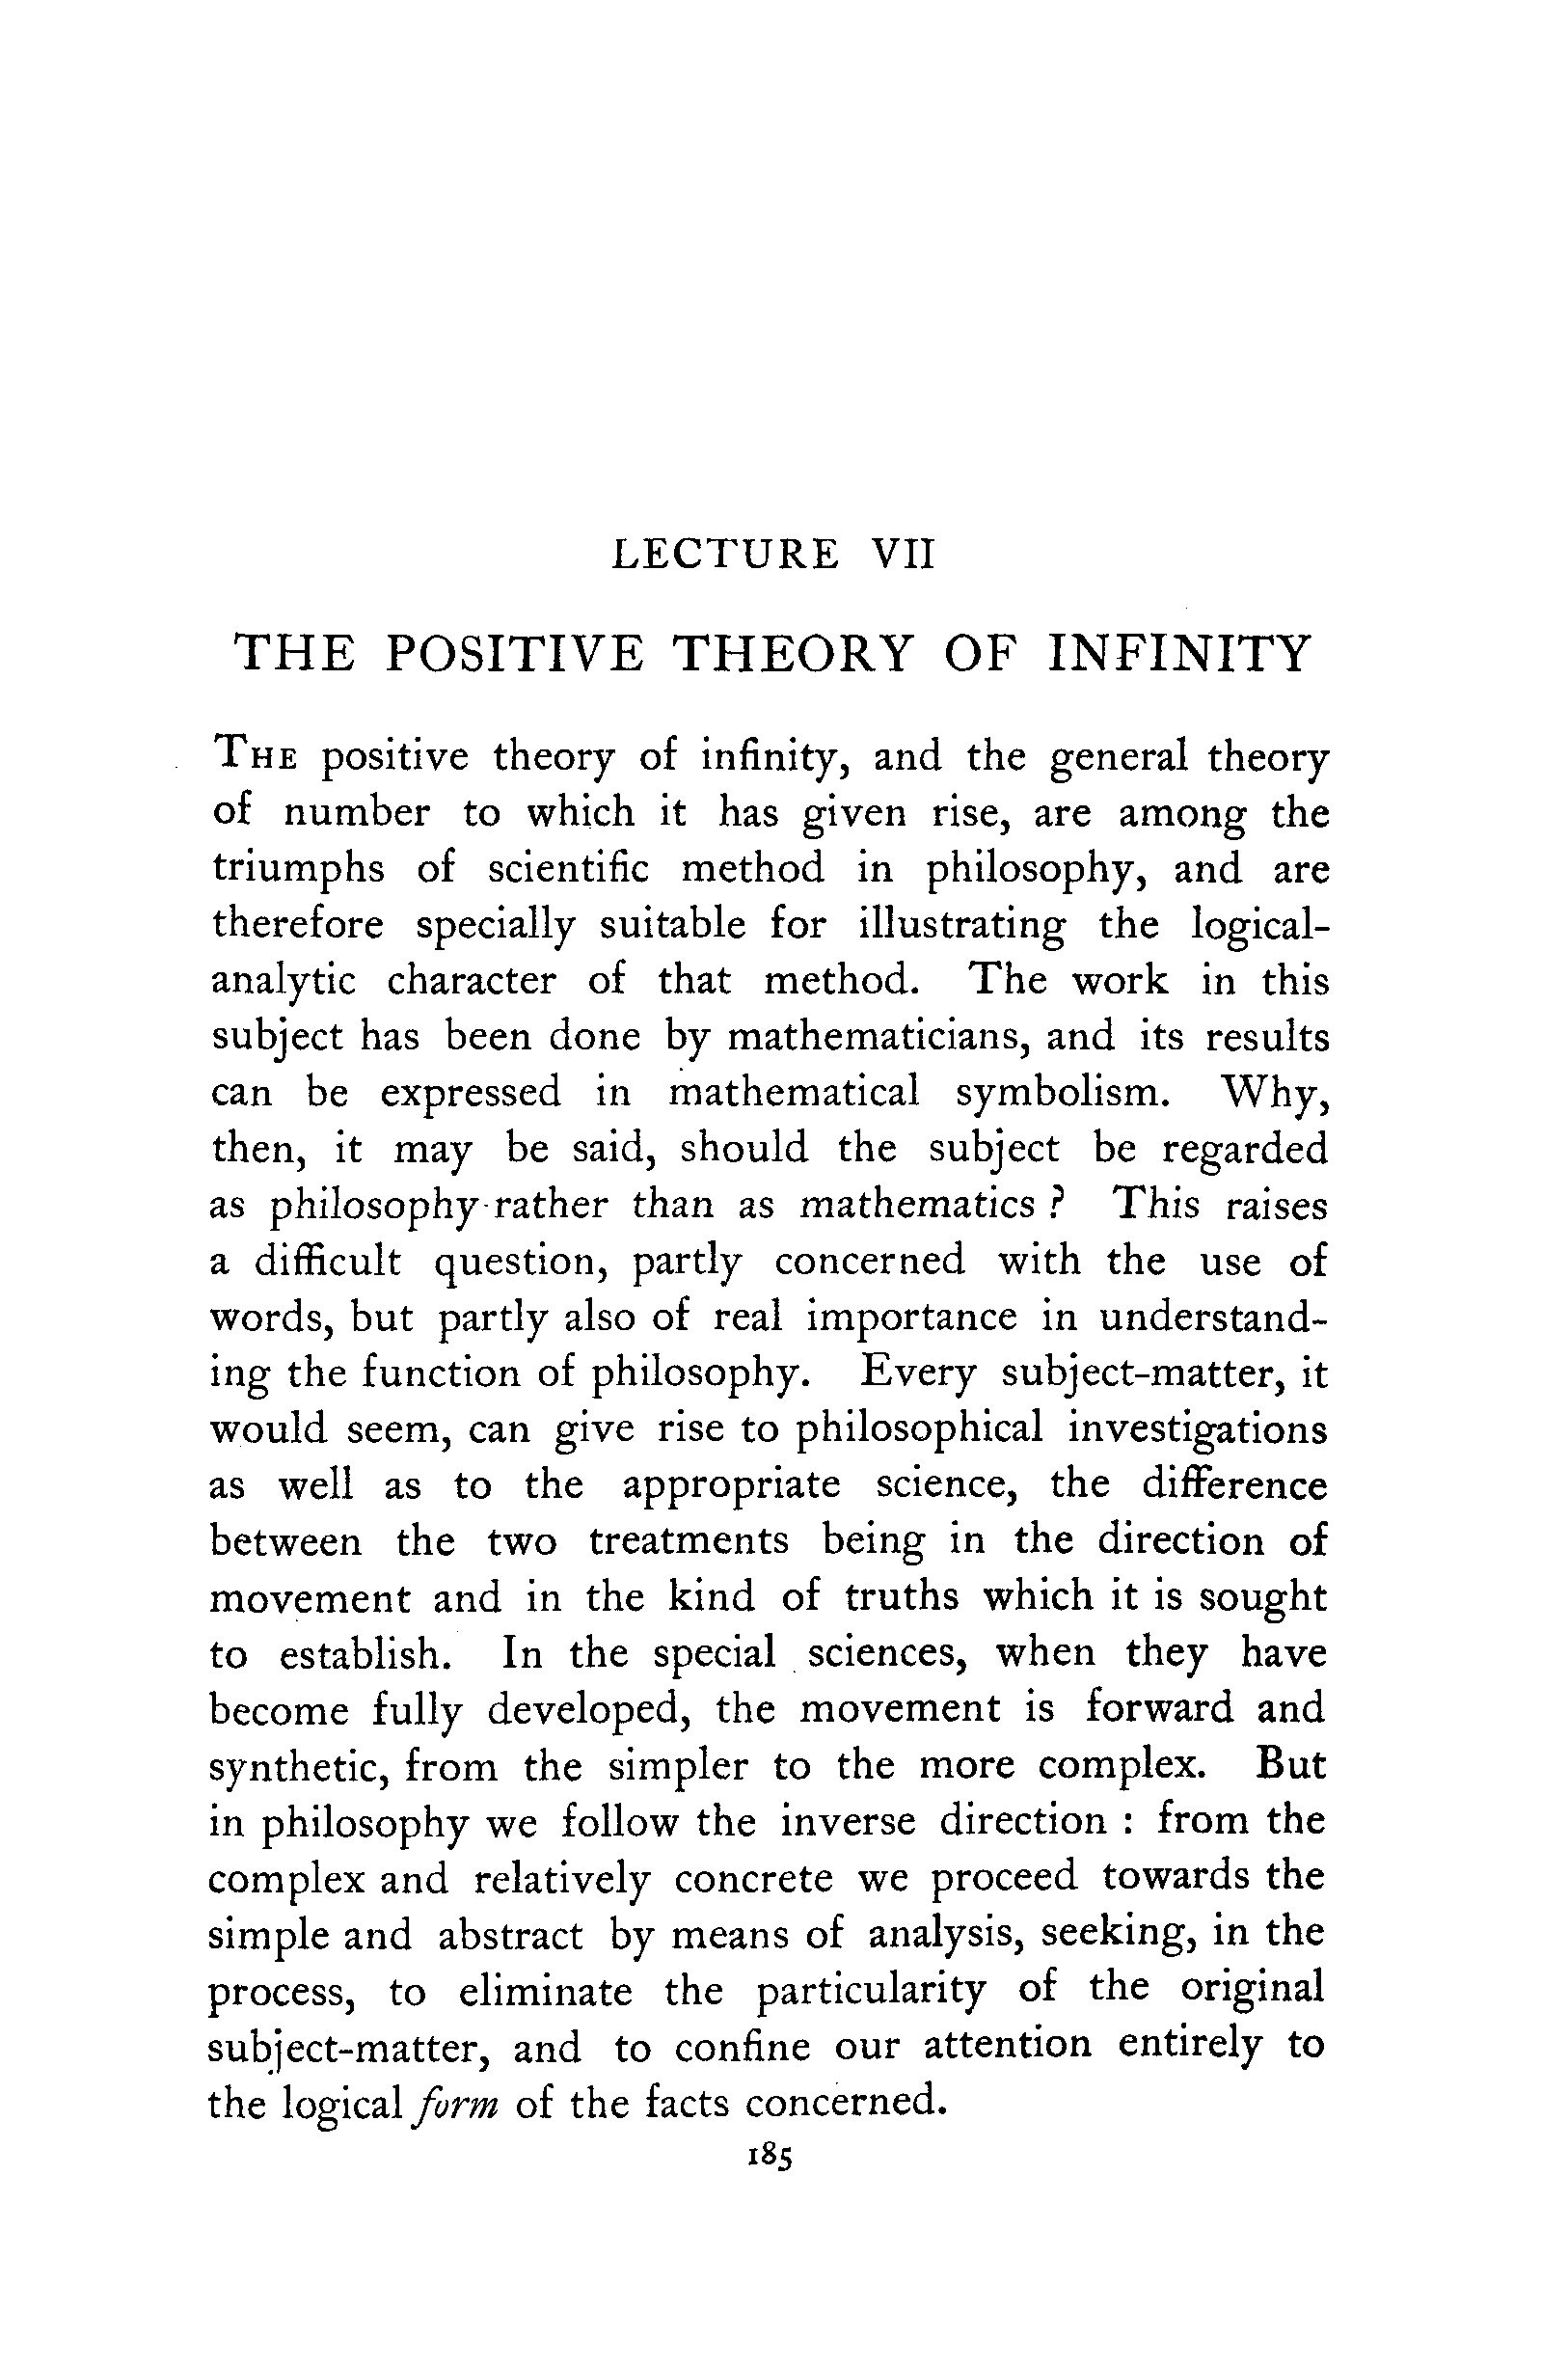 LECTURE VII
THE POSITIVE THEORY OF INFINITY
THE positive theory of infinity, and the general theory
of number to which it has given rise, are among the
triumphs of scientific method in philosophy, and are
therefore specially suitable for illustrating the logical-
analytic character of that method. The work in this
subject has been done by mathematicians, and its results
can be expressed in mathematical symbolism. Why,
then, it may be said, should the subject be regarded
as philosophy rather than as mathematics ? This raises
a difficult question, partly concerned with the use of
words, but partly also of real importance in understand-
ing the function of philosophy. Every subject-matter, it
would seem, can give rise to philosophical investigations
as well as to the appropriate science, the difference
between the two treatments being in the direction of
movement and in the kind of truths which it is sought
to establish. In the special sciences, when they have
become fully developed, the movement is forward and
synthetic, from the simpler to the more complex. But
in philosophy we follow the inverse direction : from the
complex and relatively concrete we proceed towards the
simple and abstract by means of analysis, seeking, in the
process, to eliminate the particularity of the original
subject-matter, and to confine our attention entirely to
the logical form of the facts concerned.
185